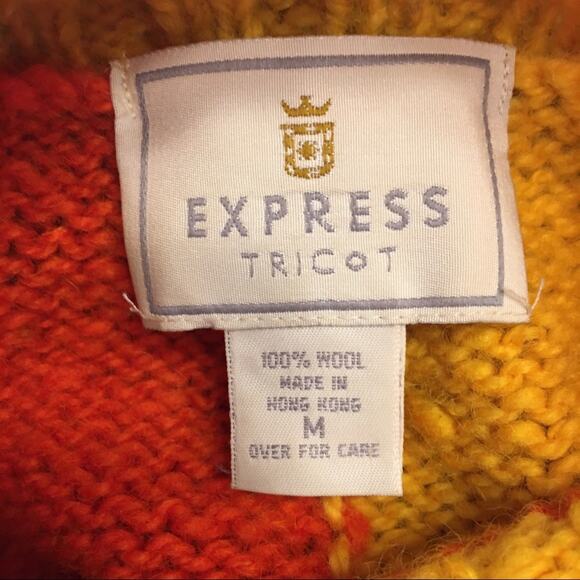 EXPRESS
TRICOT
100% WOOL
MADE IN
HONG KONG
M
OVER FOR CARE